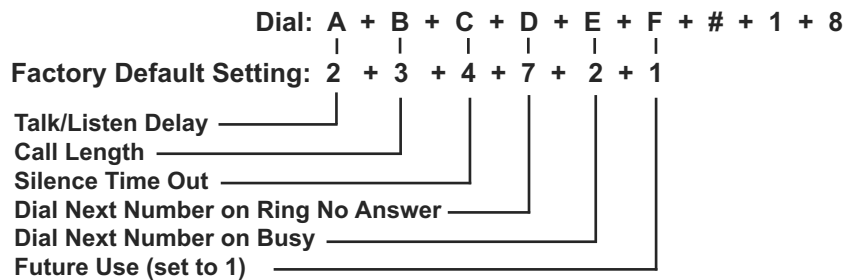 Dial: A + B + C + D + E + F + # + 1 + 8
Factory Default Setting: 2 + 3 + 4 + 7 + 2 + 1
Talk/Listen Delay
Call Length
Silence Time Out
Dial Next Number on Ring No Answer
Dial Next Number on Busy
Future Use (set to 1)